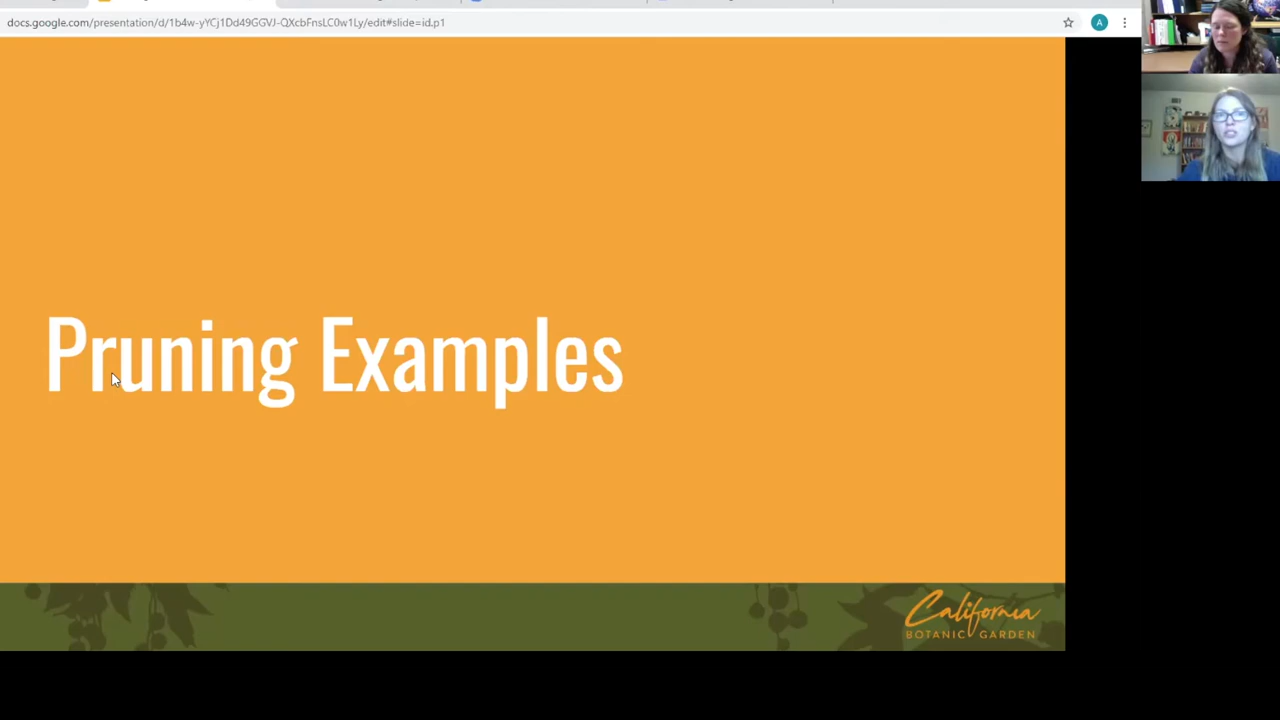 docs.google.com/presentation/d/1b4w-yYCj1Dd49GGVJ-QXcbFnsLC0w1Ly/edit#slide=id.p1
A
Pruning Examples
California
BOTANIC GARDEN